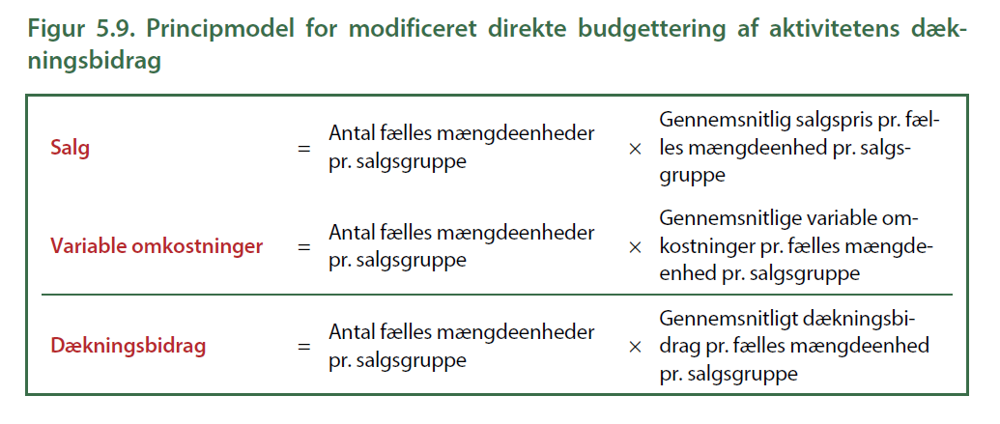 Figur 5.9. Principmodel for modificeret direkte budgettering af aktivitetens dæk-
ningsbidrag
Salg = Antal fælles mængdeenheder pr. salgsgruppe × Gennemsnitlig salgspris pr. fæl-
les mængdeenhed pr. salgs-
gruppe
Variable omkostninger = Antal fælles mængdeenheder pr. salgsgruppe × Gennemsnitlige variable om-
kostninger pr. fælles mængde-
enhed pr. salgsgruppe
Dækningsbidrag = Antal fælles mængdeenheder pr. salgsgruppe × Gennemsnitligt dækningsbi-
drag pr. fælles mængdeenhed
pr. salgsgruppe